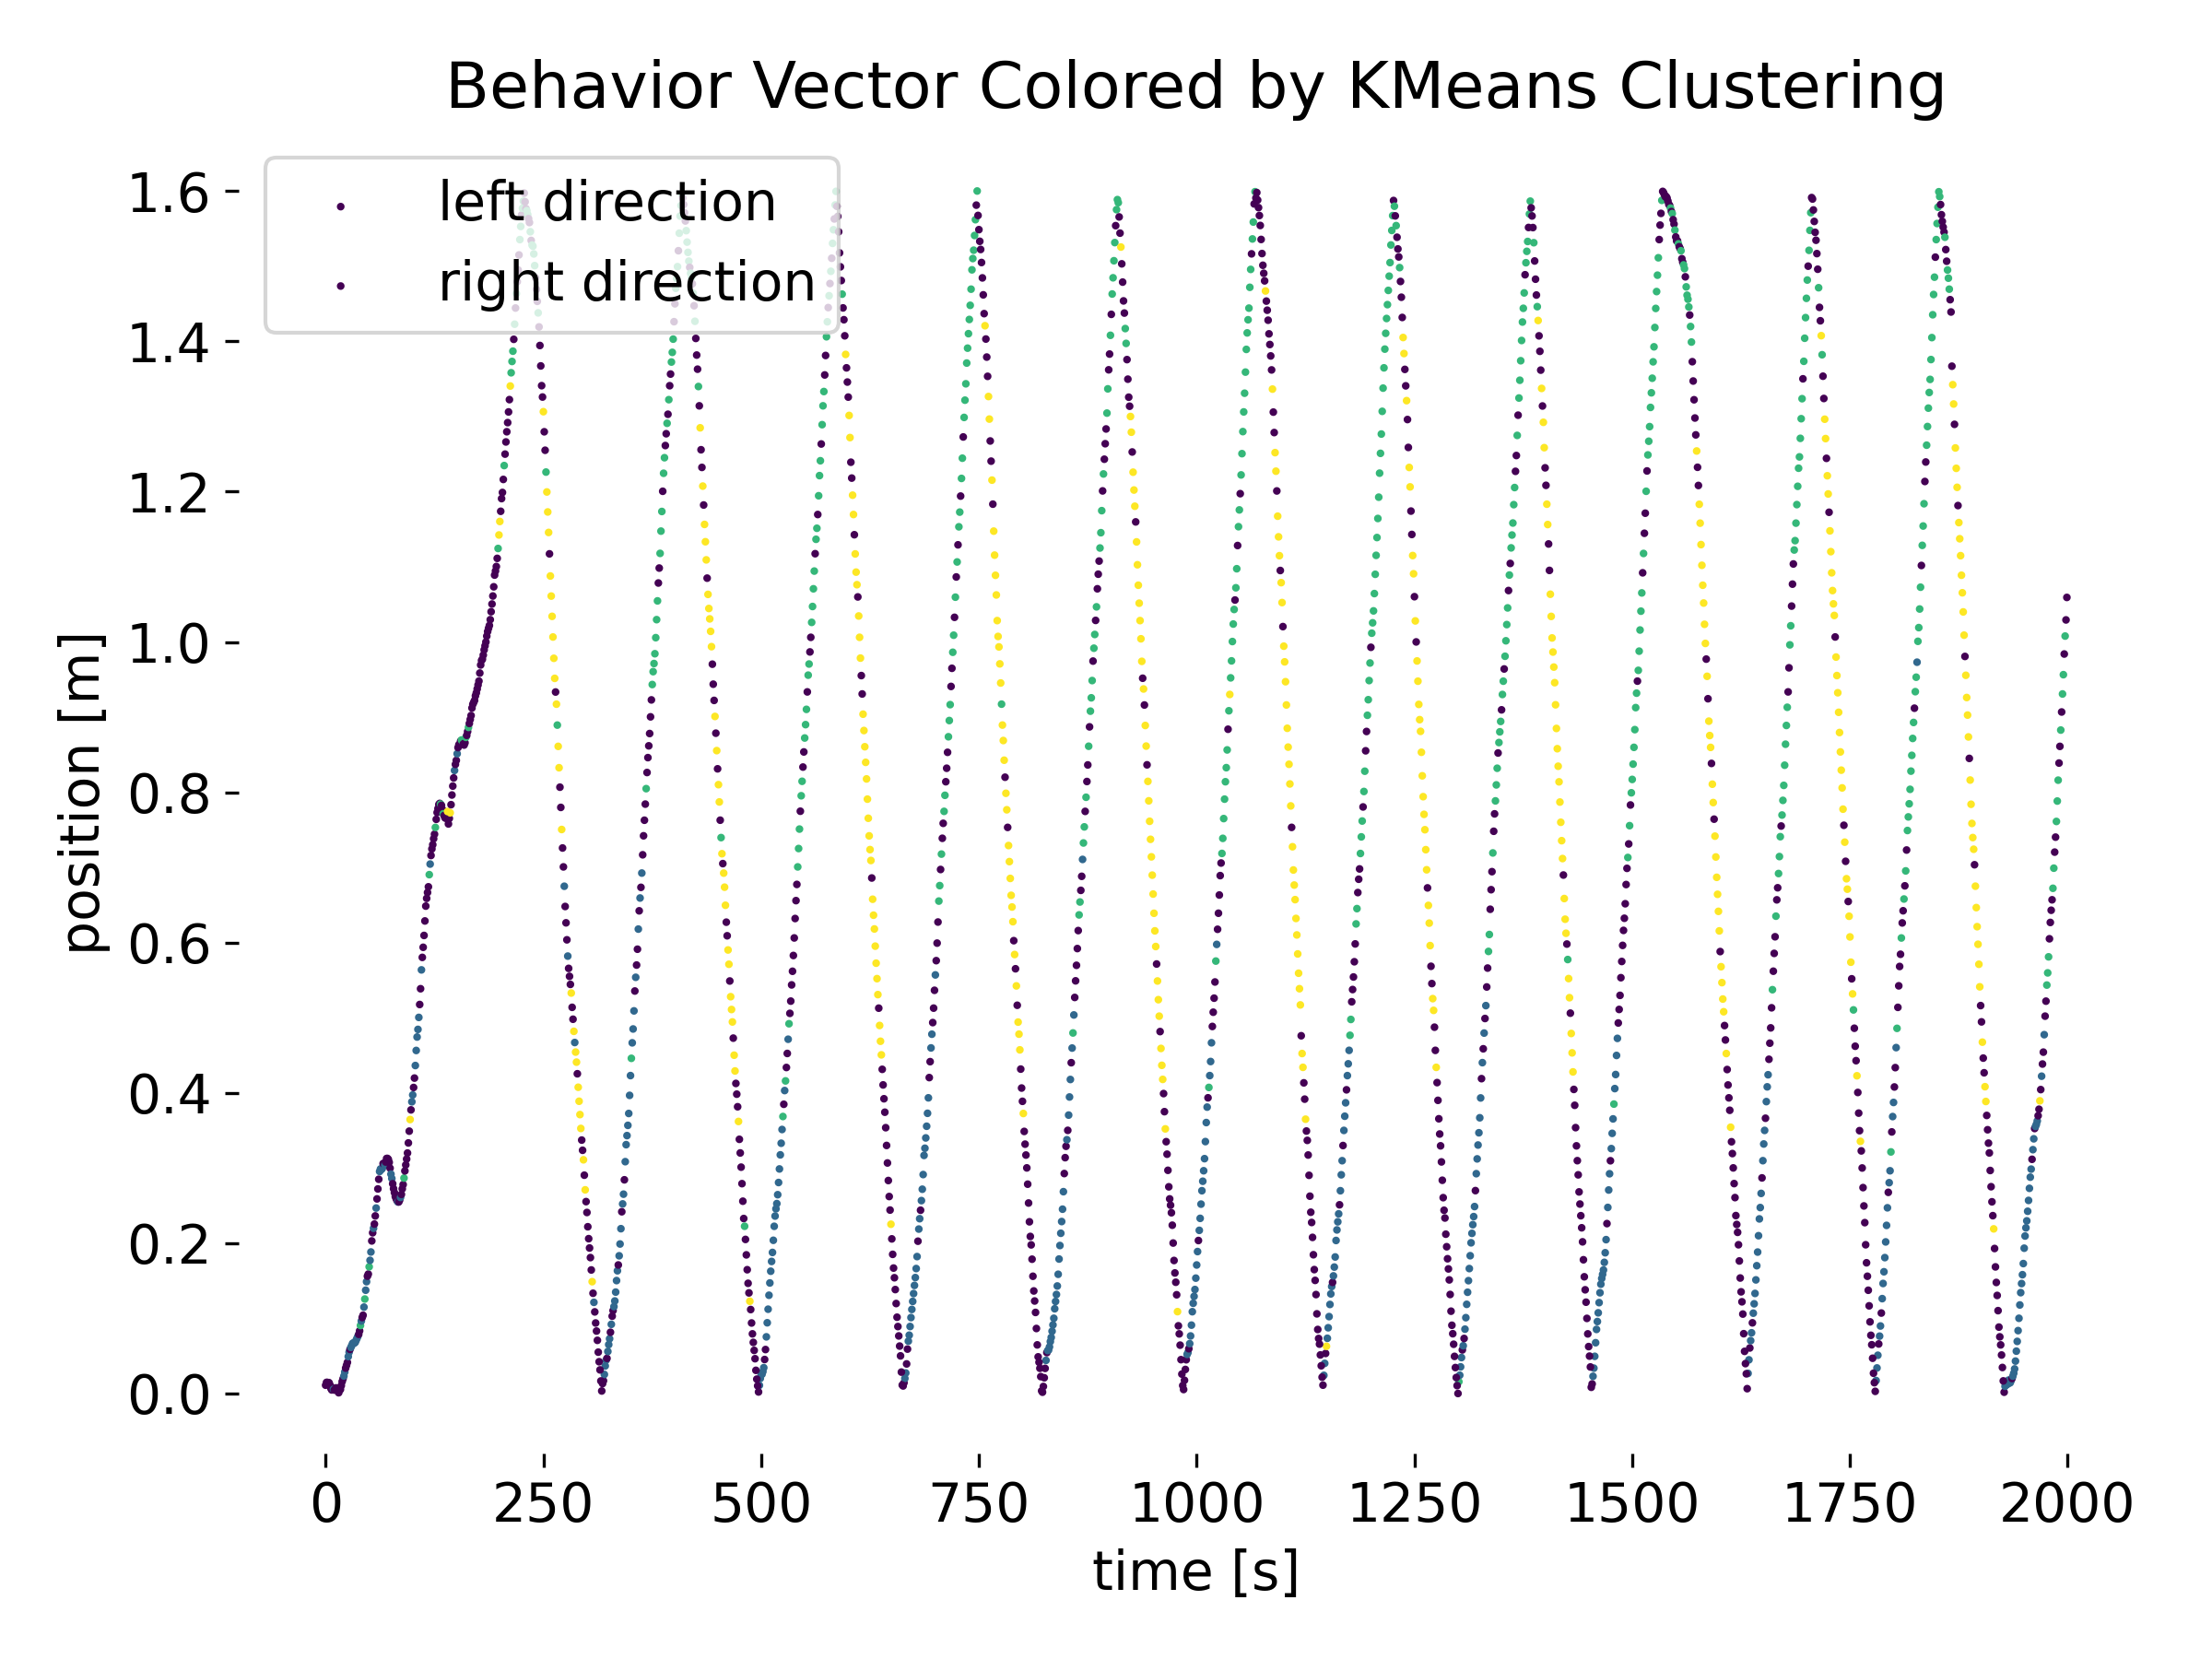 Behavior Vector Colored by KMeans Clustering
left direction
right direction
1.6
1.4
1.2
1.0
0.8
0.6
0.4
0.2
0.0
position [m]
0 250 500 750 1000 1250 1500 1750 2000
time [s]